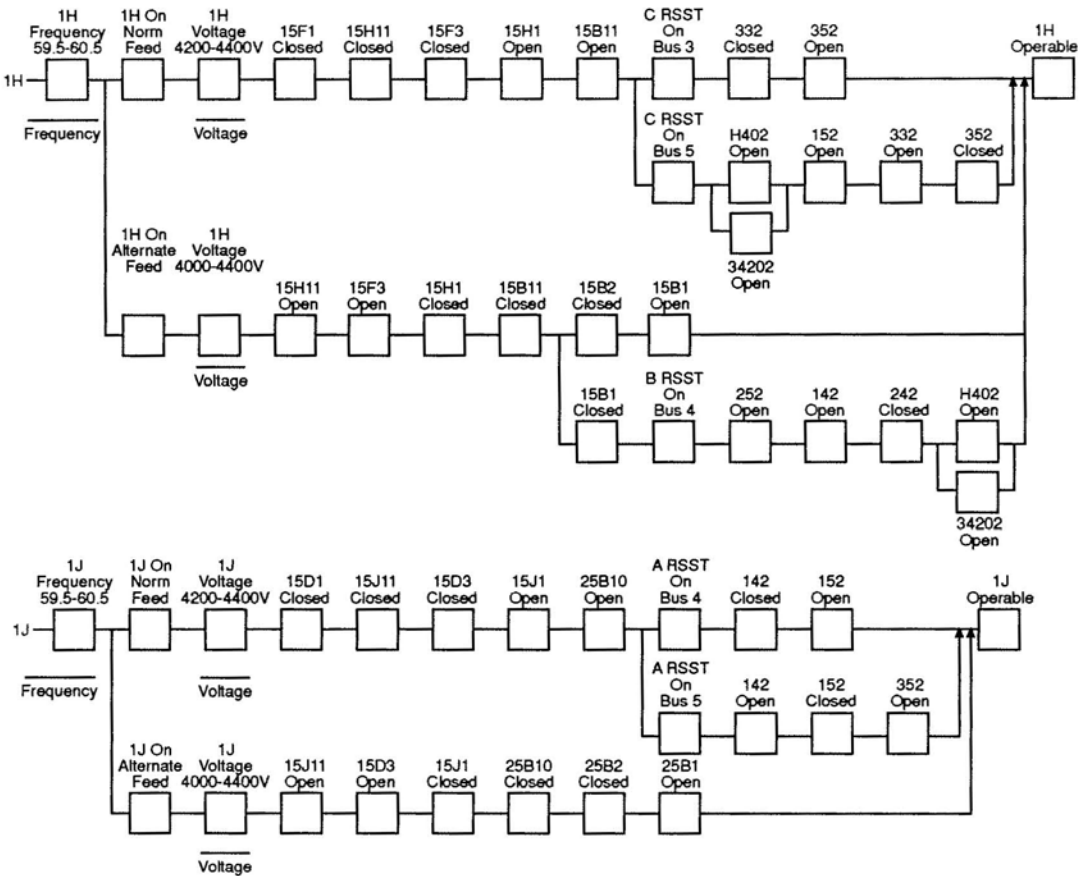 1H
Frequency
59.5-60.5
1H On
Norm
Feed
1H
Voltage
4200-4400V
15F1
Closed
15H11
Closed
15F3
Closed
15H1
Open
15B11
Open
C RSST
On
Bus 3
332
Closed
352
Open
1H
Operable
1H
Frequency
Voltage
C RSST
On
Bus 5
H402
Open
152
Open
332
Open
352
Closed
34202
Open
1H On
Alternate
Feed
1H
Voltage
4000-4400V
15H11
Open
15F3
Open
15H1
Closed
15B11
Closed
15B2
Closed
15B1
Open
Voltage
15B1
Closed
B RSST
On
Bus 4
252
Open
142
Open
242
Closed
H402
Open
34202
Open
1J
Frequency
59.5-60.5
1J On
Norm
Feed
1J
Voltage
4200-4400V
15D1
Closed
15J11
Closed
15D3
Closed
15J1
Open
25B10
Open
A RSST
On
Bus 4
142
Closed
152
Open
1J
Operable
1J
Frequency
Voltage
A RSST
On
Bus 5
142
Open
152
Closed
352
Open
1J On
Alternate
Feed
1J
Voltage
4000-4400V
15J11
Open
15D3
Open
15J1
Closed
25B10
Closed
25B2
Closed
25B1
Open
Voltage